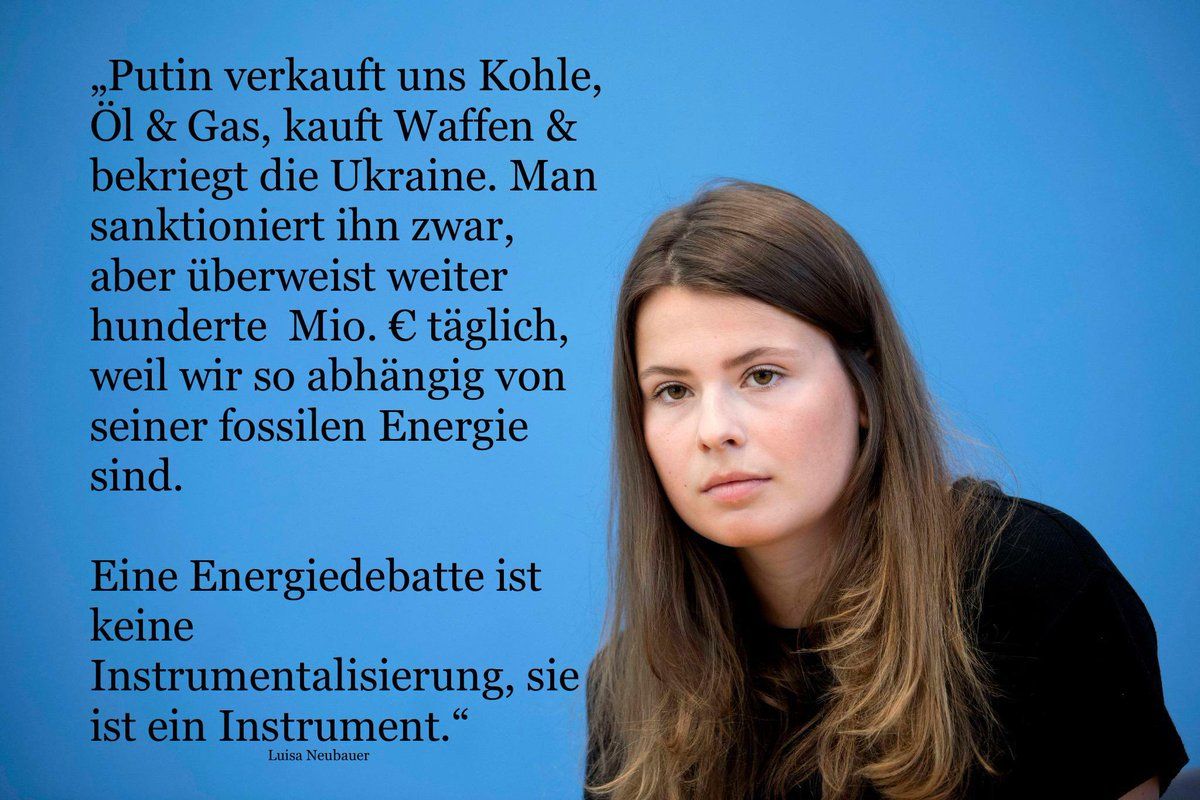 „Putin verkauft uns Kohle,
Öl & Gas, kauft Waffen &
bekriegt die Ukraine. Man
sanktioniert ihn zwar,
aber überweist weiter
hunderte  Mio. € täglich,
weil wir so abhängig von
seiner fossilen Energie
sind.
Eine Energiedebatte ist
keine
Instrumentalisierung, sie
ist ein Instrument.“
Luisa Neubauer